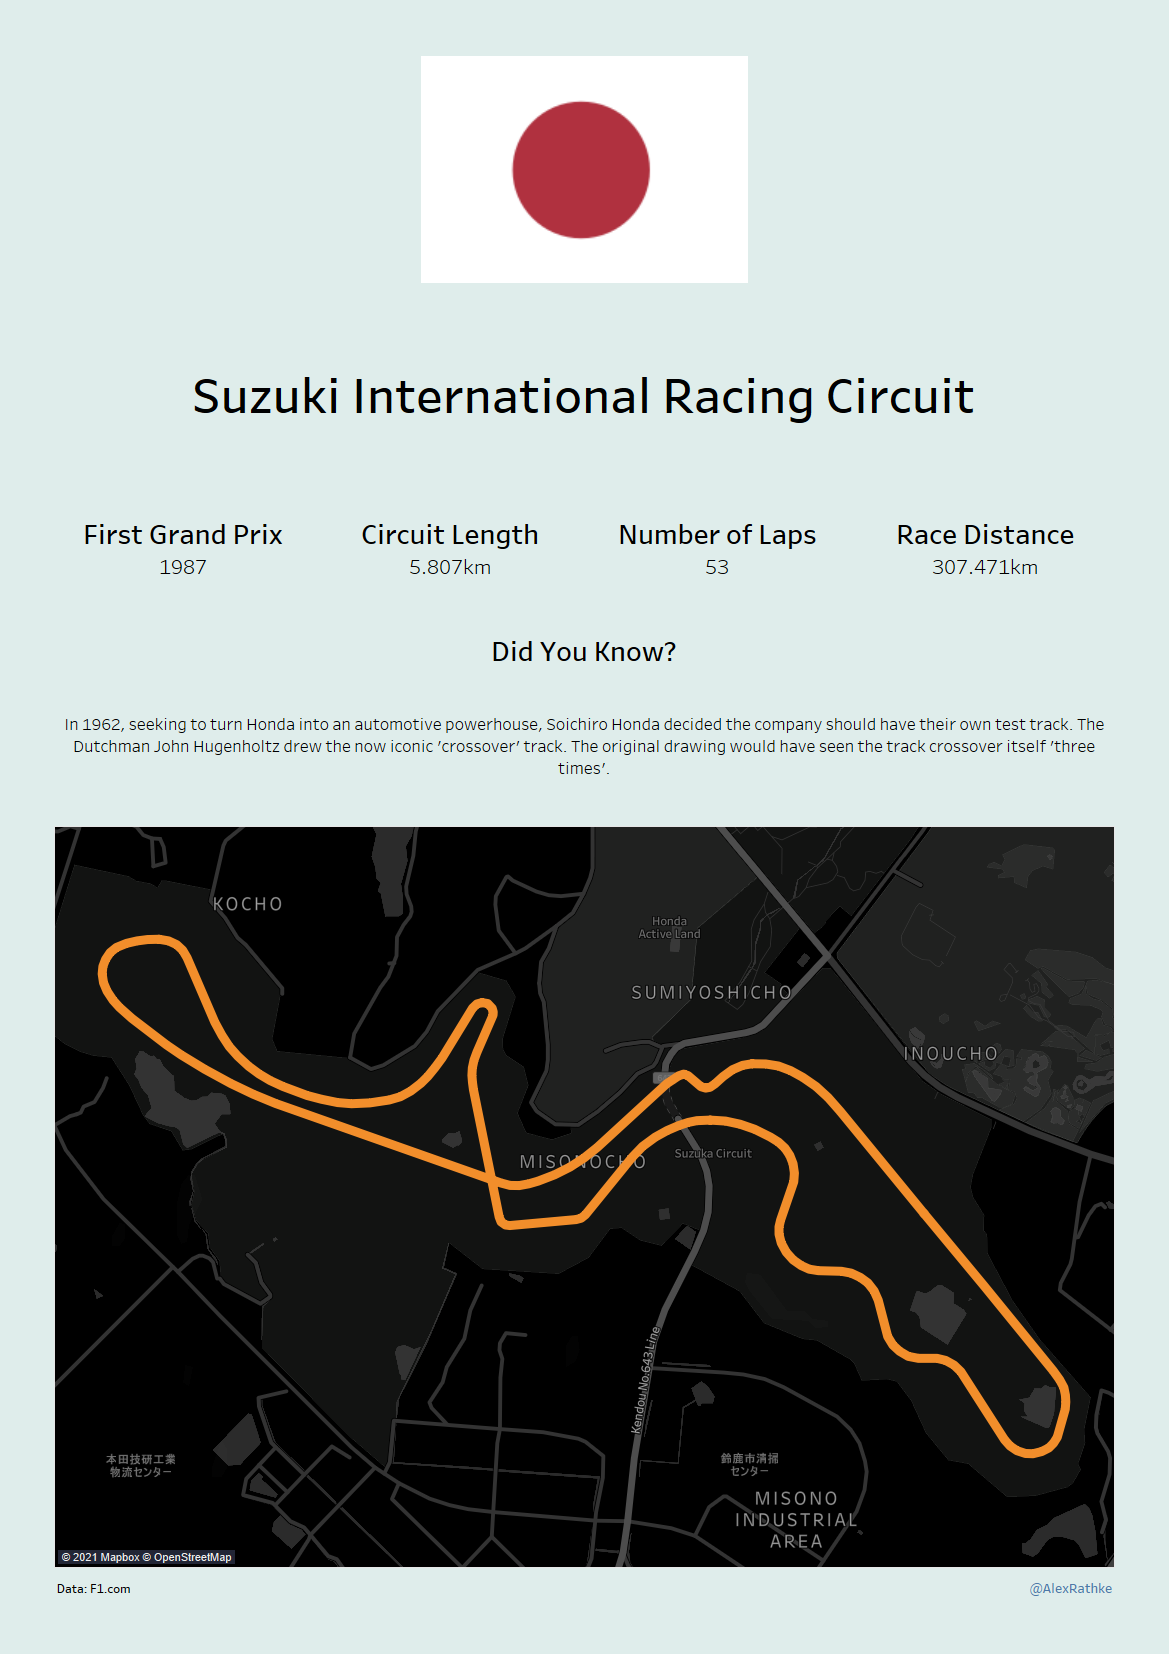 Suzuki International Racing Circuit
First Grand Prix
1987
Circuit Length
5.807km
Number of Laps
53
Race Distance
307.471km
Did You Know?
In 1962, seeking to turn Honda into an automotive powerhouse, Soichiro Honda decided the company should have their own test track. The
Dutchman John Hugenholtz drew the now iconic 'crossover' track. The original drawing would have seen the track crossover itself 'three
times'.
KOCHO
Honda
Active Land
SUMIYOSHICHO
INOUCHO
MISONOCHO
Suzuka Circuit
Kendou No.643 Line
本田技研工業
物流センター
鈴鹿市清掃
センター
MISONO
INDUSTRIAL
AREA
© 2021 Mapbox © OpenStreetMap
Data: F1.com
@AlexRathke